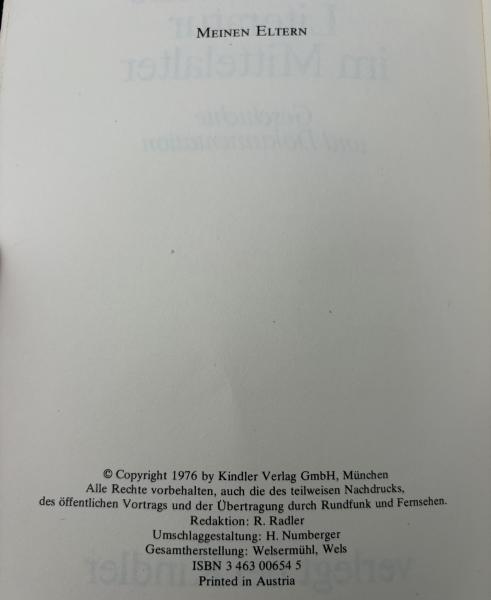 MEINEN ELTERN
© Copyright 1976 by Kindler Verlag GmbH, München
Alle Rechte vorbehalten, auch die des teilweisen Nachdrucks,
des öffentlichen Vortrags und der Übertragung durch Rundfunk und Fernsehen.
Redaktion: R. Radler
Umschlaggestaltung: H. Numberger
Gesamtherstellung: Welsermühl, Wels
ISBN 3 463 00654 5
Printed in Austria